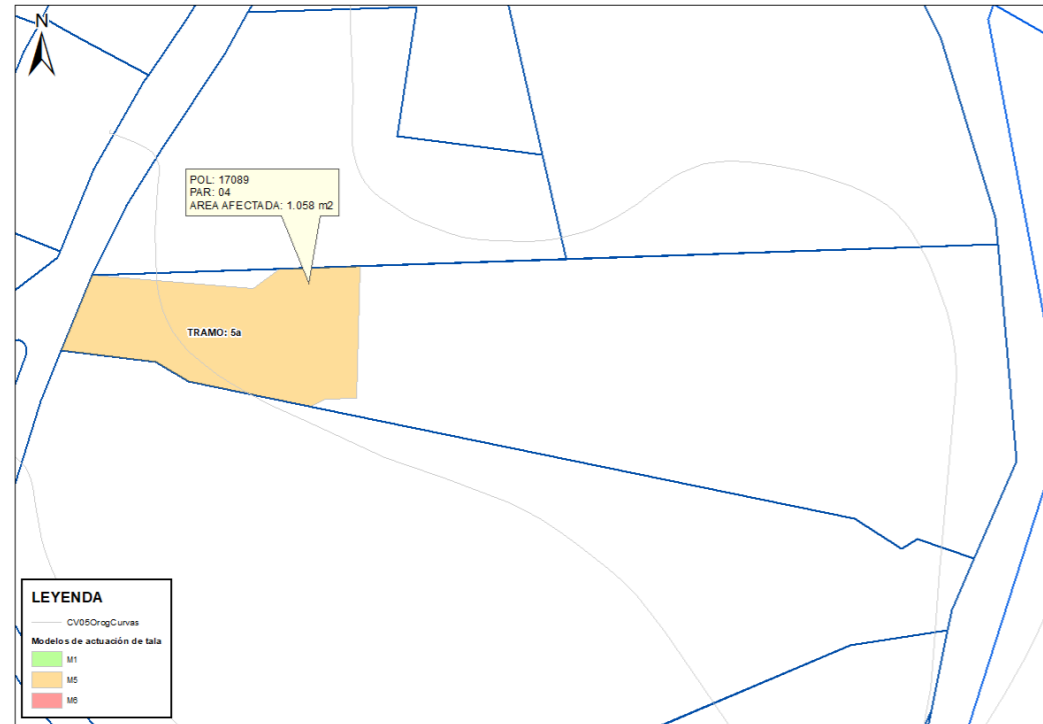 N
POL: 17089
PAR: 04
AREA AFECTADA: 1.058 m2
TRAMO: 5a
LEYENDA
CV05OrogCurvas
Modelos de actuación de tala
M1
M5
M6